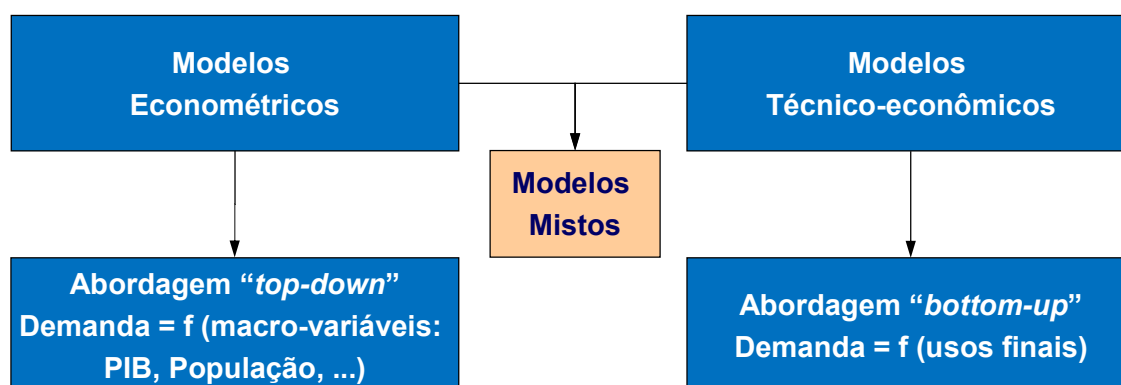 Modelos
Econométricos
Modelos
Técnico-econômicos
Modelos
Mistos
Abordagem “top-down”
Demanda = f (macro-variáveis:
PIB, População, ...)
Abordagem “bottom-up”
Demanda = f (usos finais)